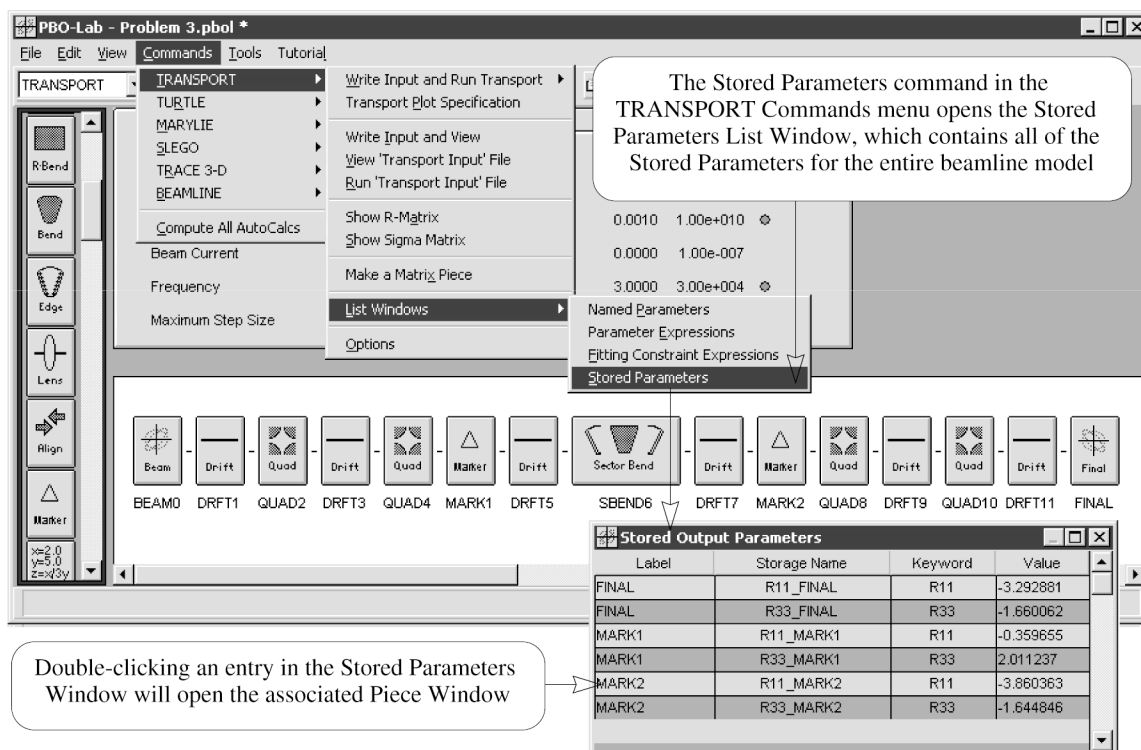 PBO-Lab - Problem 3.pbol *
File Edit View Commands Tools Tutorial
TRANSPORT
TRANSPORT
TURTLE
MARYLIE
SLEGO
TRACE 3-D
BEAMLINE
Compute All AutoCalcs
Write Input and Run Transport
Transport Plot Specification
Write Input and View
View 'Transport Input' File
Run 'Transport Input' File
Show R-Matrix
Show Sigma Matrix
Make a Matrix Piece
List Windows
Options
Named Parameters
Parameter Expressions
Fitting Constraint Expressions
Stored Parameters
The Stored Parameters command in the
TRANSPORT Commands menu opens the Stored
Parameters List Window, which contains all of the
Stored Parameters for the entire beamline model
0.0010 1.00e+010
Beam Current 0.0000 1.00e-007
Frequency 3.0000 3.00e+004
Maximum Step Size
R-Bend
Bend
Edge
Lens
Align
Marker
x=2.0
y=5.0
z=x/3y
Beam Drift Quad Drift Quad Marker Drift Sector Bend Drift Marker Quad Drift Quad Drift Final
BEAM0 DRFT1 QUAD2 DRFT3 QUAD4 MARK1 DRFT5 SBEND6 DRFT7 MARK2 QUAD8 DRFT9 QUAD10 DRFT11 FINAL
Stored Output Parameters
Label Storage Name Keyword Value
FINAL R11_FINAL R11 -3.292881
FINAL R33_FINAL R33 -1.660062
MARK1 R11_MARK1 R11 -0.359655
MARK1 R33_MARK1 R33 2.011237
MARK2 R11_MARK2 R11 -3.860363
MARK2 R33_MARK2 R33 -1.644846
Double-clicking an entry in the Stored Parameters
Window will open the associated Piece Window